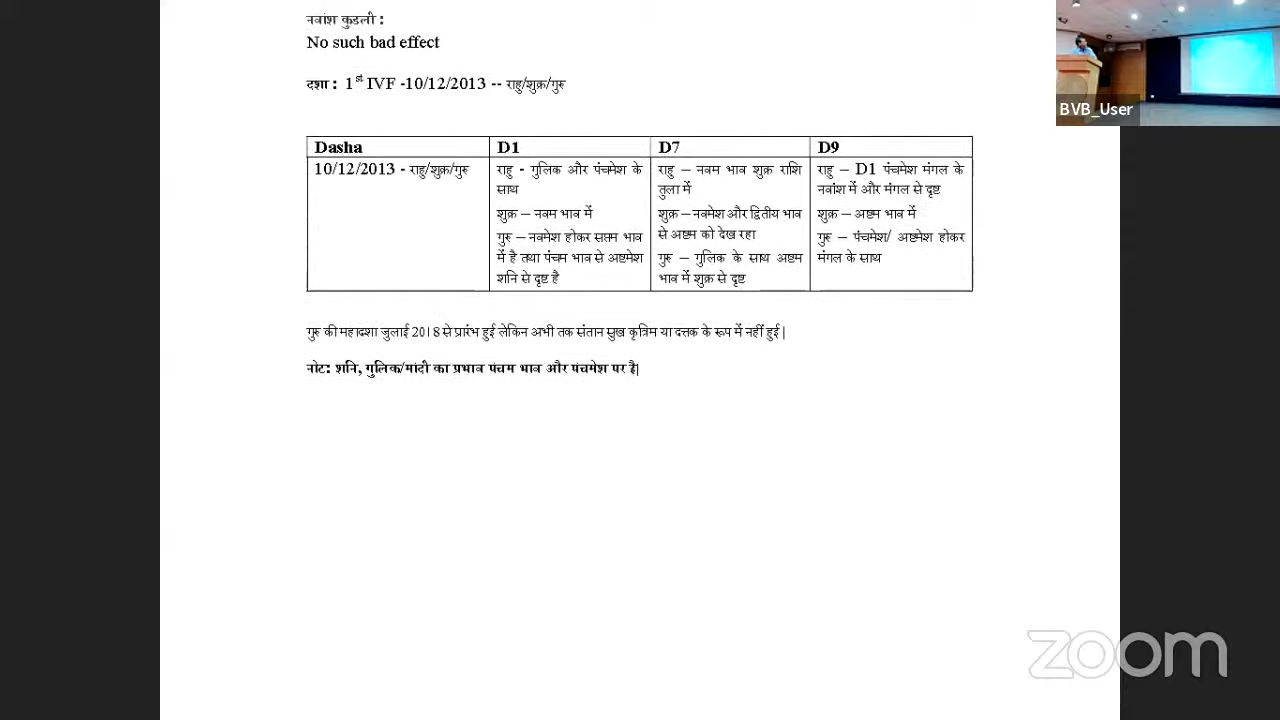 नवांश कुडली :
No such bad effect
दशा : 1st IVF -10/12/2013 -- राहु/शुक्र/गुरु
Dasha D1 D7 D9
10/12/2013 - राहु/शुक्र/गुरु
राहु - गुलिक और पंचमेश के
साथ
शुक्र – नवम भाव में
गुरु – नवमेश होकर सप्तम भाव
में है तथा पंचम भाव से अष्टमेश
शनि से दृष्ट है
राहु – नवम भाव शुक्र राशि
तुला में
शुक्र – नवमेश और द्वितीय भाव
से अष्टम को देख रहा
गुरु – गुलिक के साथ अष्टम
भाव में शुक्र से दृष्ट
राहु – D1 पंचमेश मंगल के
नवांश में और मंगल से दृष्ट
शुक्र – अष्टम भाव में
गुरु – पंचमेश/ अष्टमेश होकर
मंगल के साथ
गुरु की महादशा जुलाई 20। 8 से प्रारंभ हुई लेकिन अभी तक संतान सुख कृत्रिम या दत्तक के रूप में नहीं हुई |
नोट: शनि, गुलिक/मांदी का प्रभाव पंचम भाव और पंचमेश पर है|
BVB_User
zoom